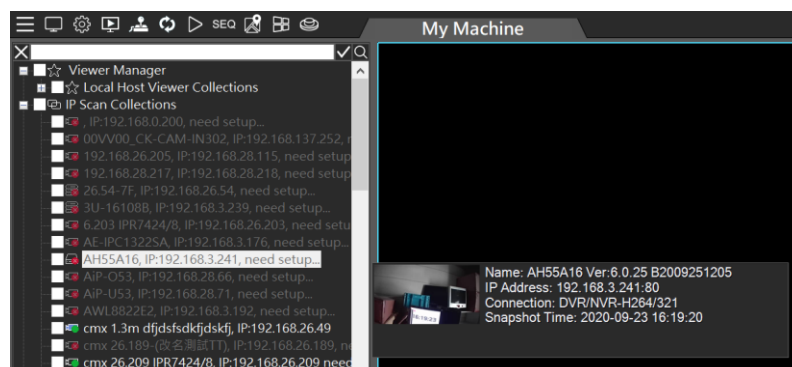 SEQ
My Machine
Viewer Manager
Local Host Viewer Collections
IP Scan Collections
, IP:192.168.0.200, need setup...
00VV00_CK-CAM-IN302, IP:192.168.137.252, r
192.168.26.205, IP:192.168.28.115, need setup
192.168.28.217, IP:192.168.28.218, need setup
26.54-7F, IP:192.168.26.54, need setup...
3U-16108B, IP:192.168.3.239, need setup...
6.203 IPR7424/8, IP:192.168.26.203, need setu
AE-IPC1322SA, IP:192.168.3.176, need setup...
AH55A16, IP:192.168.3.241, need setup...
AiP-O53, IP:192.168.28.66, need setup...
AiP-U53, IP:192.168.28.71, need setup...
AWL8822E2, IP:192.168.3.192, need setup...
cmx 1.3m dfjdsfsdkfjdskfj, IP:192.168.26.49
cmx 26.189-(改名測試TT), IP:192.168.26.189, ne
cmx 26.209 IPR7424/8, IP:192.168.26.209 need
Name: AH55A16 Ver:6.0.25 B2009251205
IP Address: 192.168.3.241:80
Connection: DVR/NVR-H264/321
Snapshot Time: 2020-09-23 16:19:20